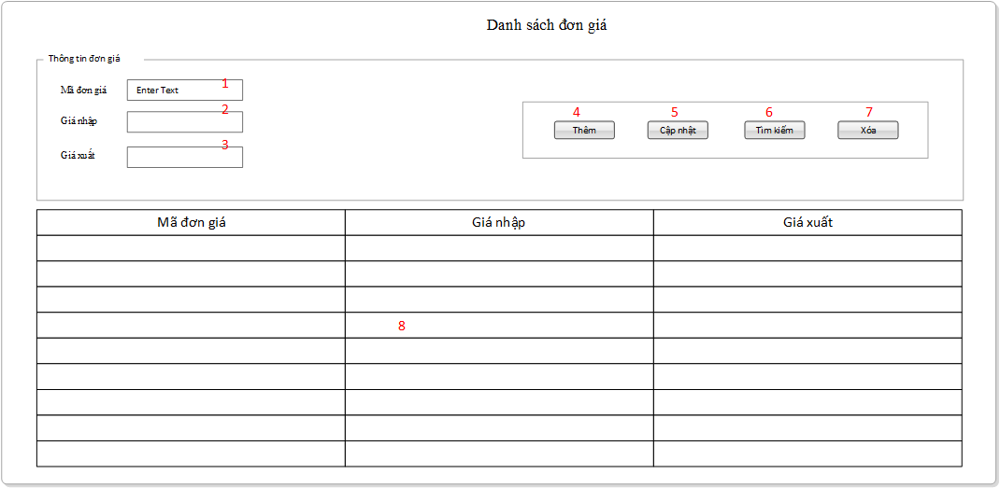 Danh sách đơn giá
Thông tin đơn giá
Mã đơn giá Enter Text 1
Giá nhập 2
Giá xuất 3
4 5 6 7
Thêm Cập nhật Tìm kiếm Xóa
Mã đơn giá Giá nhập Giá xuất
8